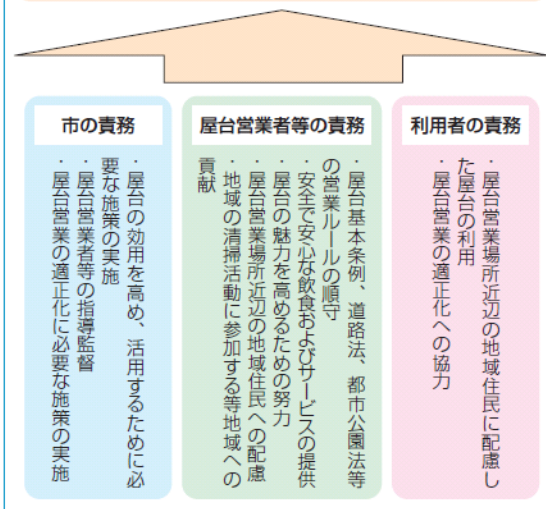 市の責務
・屋台の効用を高め、活用するために必
要な施策の実施
・屋台営業者等の指導監督
・屋台営業の適正化に必要な施策の実施
屋台営業者等の責務
・屋台基本条例、道路法、都市公園法等
の営業ルールの順守
・安全で安心な飲食およびサービスの提供
・屋台の魅力を高めるための努力
・屋台営業場所近辺の地域住民への配慮
・地域の清掃活動に参加する等地域への
貢献
利用者の責務
・屋台営業場所近辺の地域住民に配慮し
た屋台の利用
・屋台営業の適正化への協力